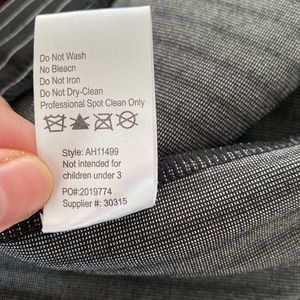 Do Not Wash
No Bleach
Do Not Iron
Do Not Dry-Clean
Professional Spot Clean Only
Style: AH11499
Not intended for
children under 3
PO#:2019774
Supplier #: 30315